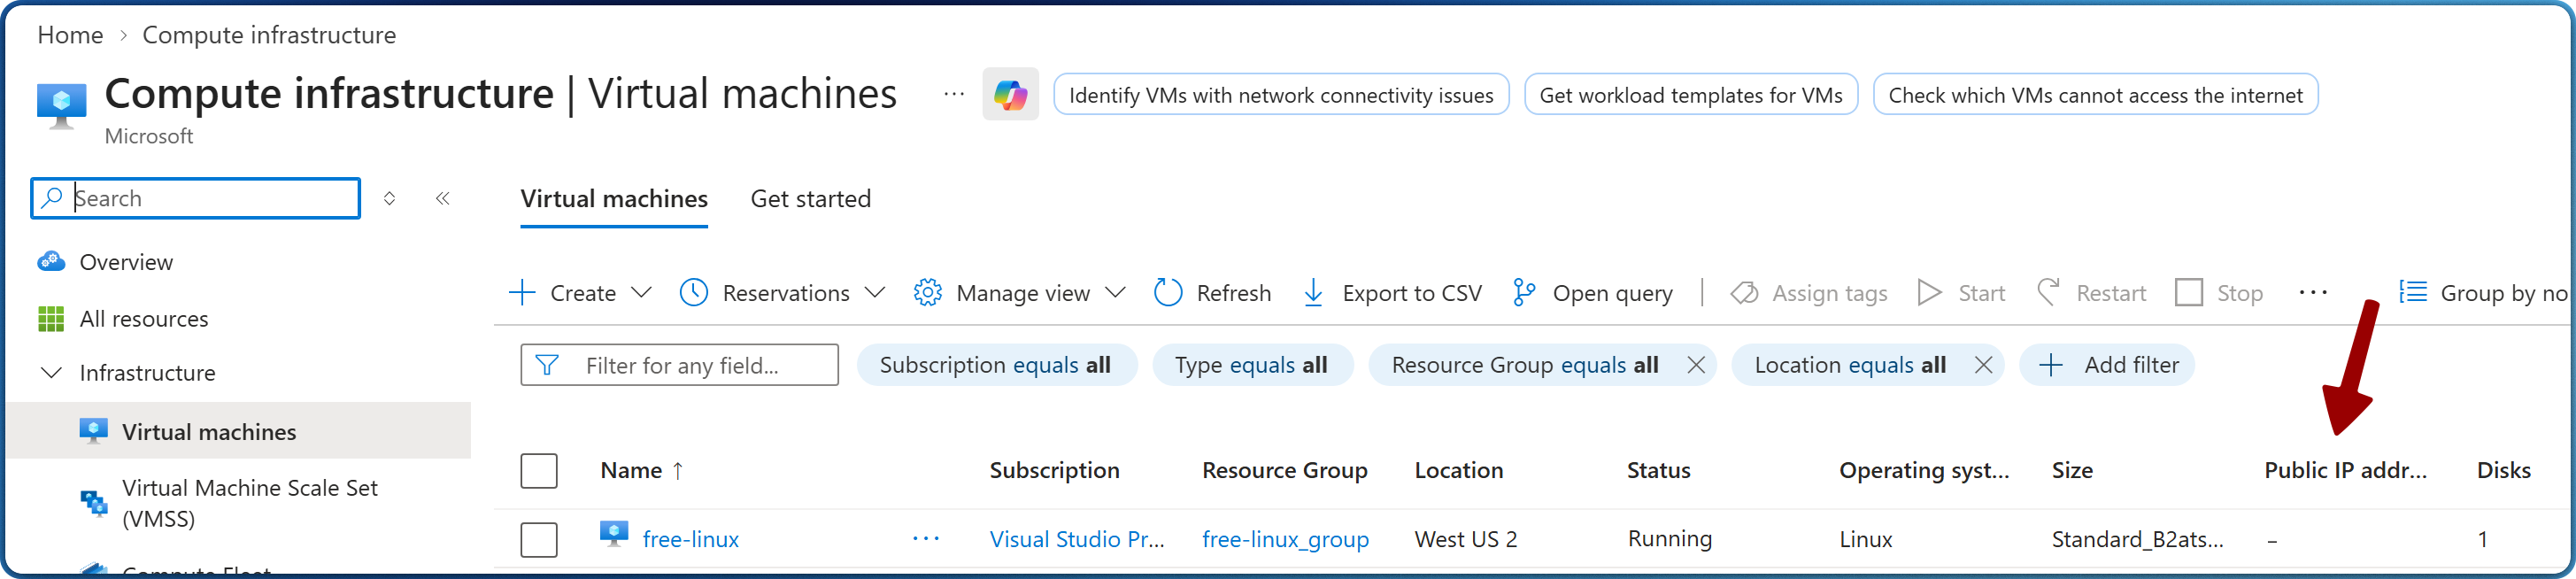 Home > Compute infrastructure
Compute infrastructure | Virtual machines ...
Microsoft
Identify VMs with network connectivity issues
Get workload templates for VMs
Check which VMs cannot access the internet
Search
Overview
All resources
Infrastructure
Virtual machines
Virtual Machine Scale Set
(VMSS)
Compute Fleet
Virtual machines Get started
+ Create Reservations Manage view Refresh Export to CSV Open query | Assign tags Start Restart Stop ... Group by no
Filter for any field... Subscription equals all Type equals all Resource Group equals all × Location equals all × + Add filter
Name ↑ Subscription Resource Group Location Status Operating syst... Size Public IP addr... Disks
free-linux ... Visual Studio Pr... free-linux_group West US 2 Running Linux Standard_B2ats... – 1